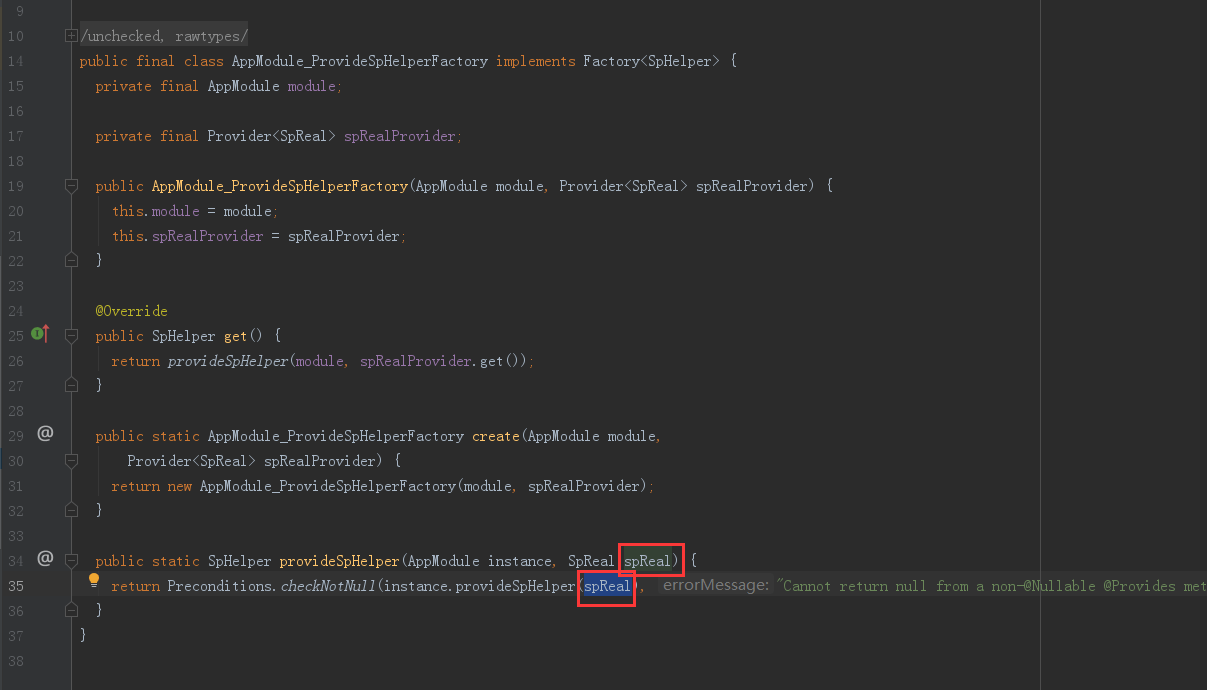 9
10 /unchecked, rawtypes/
14 public final class AppModule_ProvideSpHelperFactory implements Factory<SpHelper> {
15 private final AppModule module;
16
17 private final Provider<SpReal> spRealProvider;
18
19 public AppModule_ProvideSpHelperFactory(AppModule module, Provider<SpReal> spRealProvider) {
20 this.module = module;
21 this.spRealProvider = spRealProvider;
22 }
23
24 @Override
25 public SpHelper get() {
26 return provideSpHelper(module, spRealProvider.get());
27 }
28
29 @ public static AppModule_ProvideSpHelperFactory create(AppModule module,
30 Provider<SpReal> spRealProvider) {
31 return new AppModule_ProvideSpHelperFactory(module, spRealProvider);
32 }
33
34 @ public static SpHelper provideSpHelper(AppModule instance, SpReal spReal) {
35 return Preconditions.checkNotNull(instance.provideSpHelper(spReal), errorMessage: "Cannot return null from a non-@Nullable @Provides met
36 }
37 }
38